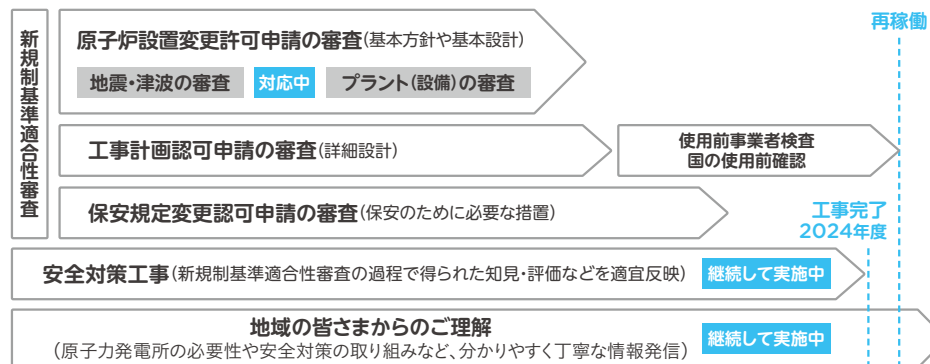 新規制基準適合性審査
原子炉設置変更許可申請の審査(基本方針や基本設計)
地震・津波の審査 対応中 プラント(設備)の審査
工事計画認可申請の審査(詳細設計)
使用前事業者検査
国の使用前確認
保安規定変更認可申請の審査(保安のために必要な措置)
再稼働
工事完了
2024年度
安全対策工事(新規制基準適合性審査の過程で得られた知見・評価などを適宜反映) 継続して実施中
地域の皆さまからのご理解
(原子力発電所の必要性や安全対策の取り組みなど、分かりやすく丁寧な情報発信)
継続して実施中